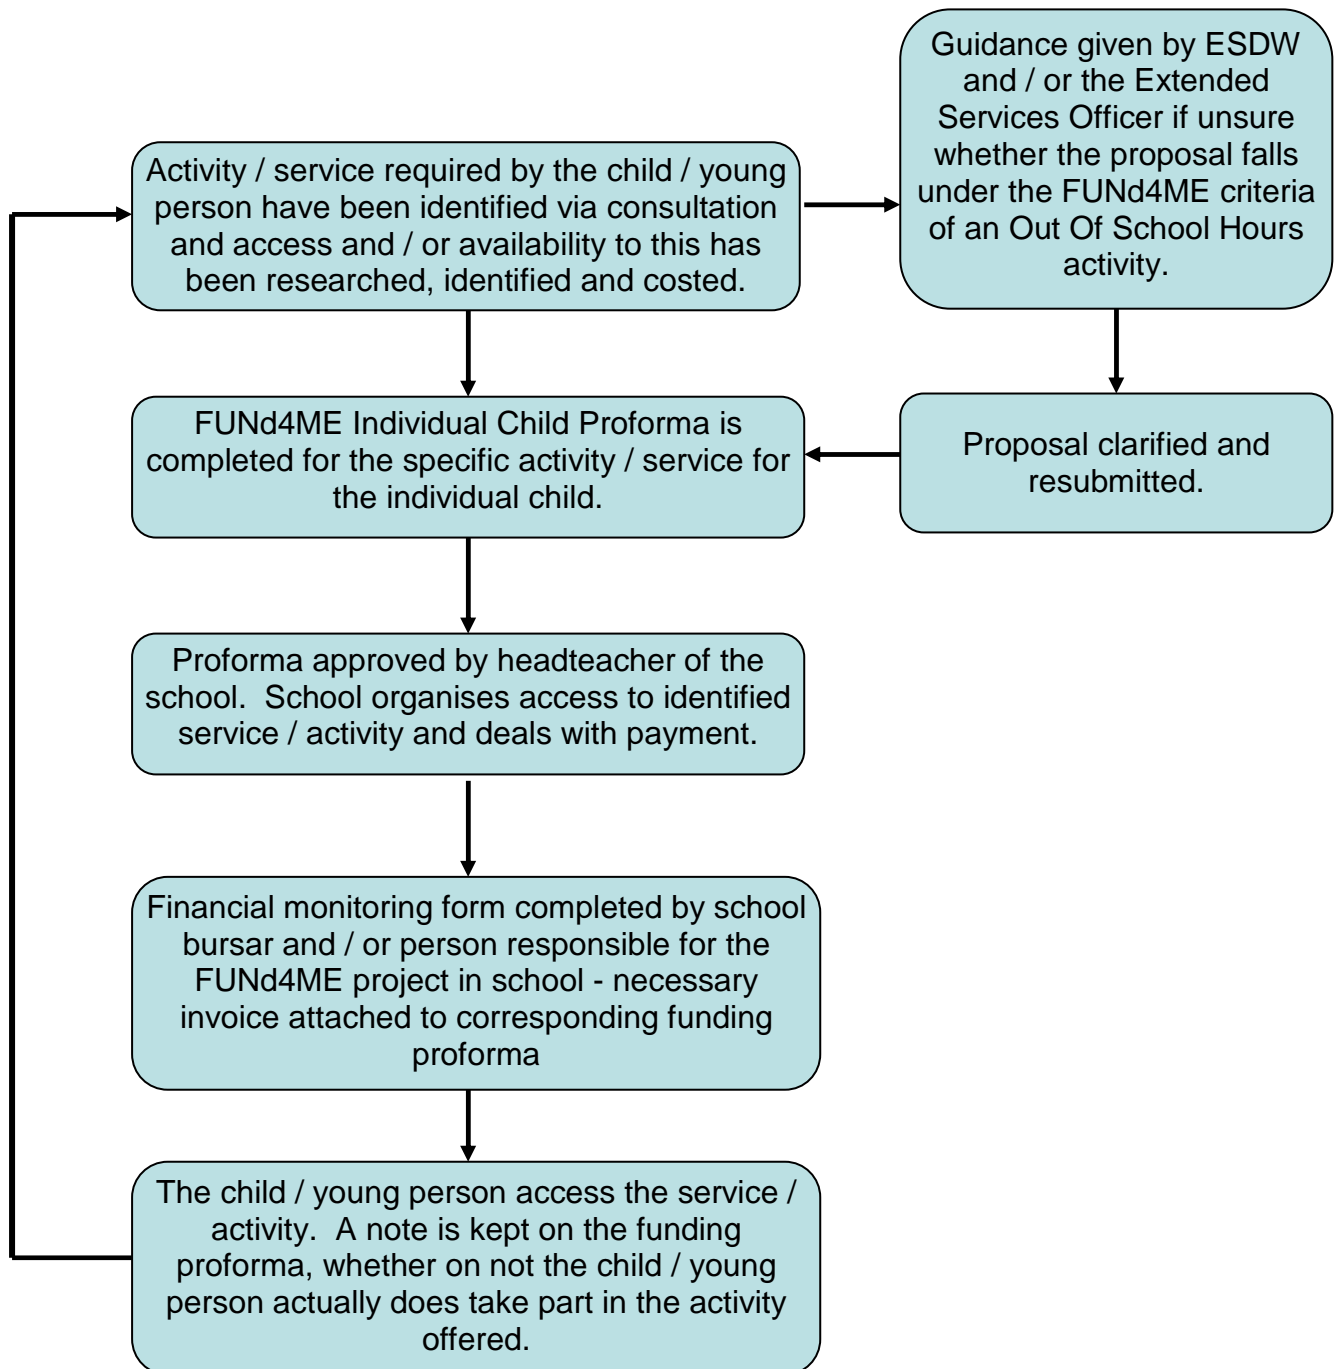 Guidance given by ESDW
and / or the Extended
Services Officer if unsure
whether the proposal falls
under the FUNd4ME criteria
of an Out Of School Hours
activity.
Activity / service required by the child / young
person have been identified via consultation
and access and / or availability to this has
been researched, identified and costed.
FUNd4ME Individual Child Proforma is
completed for the specific activity / service for
the individual child.
Proposal clarified and
resubmitted.
Proforma approved by headteacher of the
school.  School organises access to identified
service / activity and deals with payment.
Financial monitoring form completed by school
bursar and / or person responsible for the
FUNd4ME project in school - necessary
invoice attached to corresponding funding
proforma
The child / young person access the service /
activity.  A note is kept on the funding
proforma, whether on not the child / young
person actually does take part in the activity
offered.